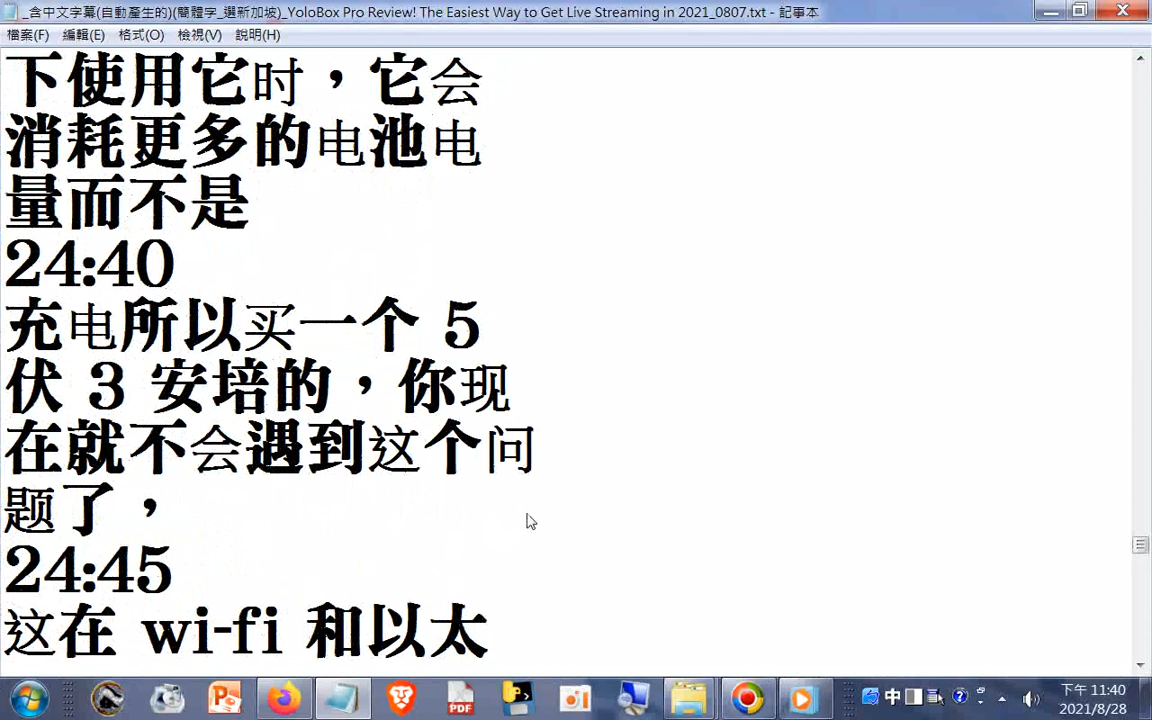 _含中文字幕(自動產生的)(簡體字_選新加坡)_YoloBox Pro Review! The Easiest Way to Get Live Streaming in 2021_0807.txt - 記事本
檔案(F) 編輯(E) 格式(O) 檢視(V) 說明(H)
下使用它时，它会
消耗更多的电池电
量而不是
24:40
充电所以买一个 5
伏 3 安培的，你现
在就不会遇到这个问
题了，
24:45
这在 wi-fi 和以太
PDF
中
下午 11:40
2021/8/28